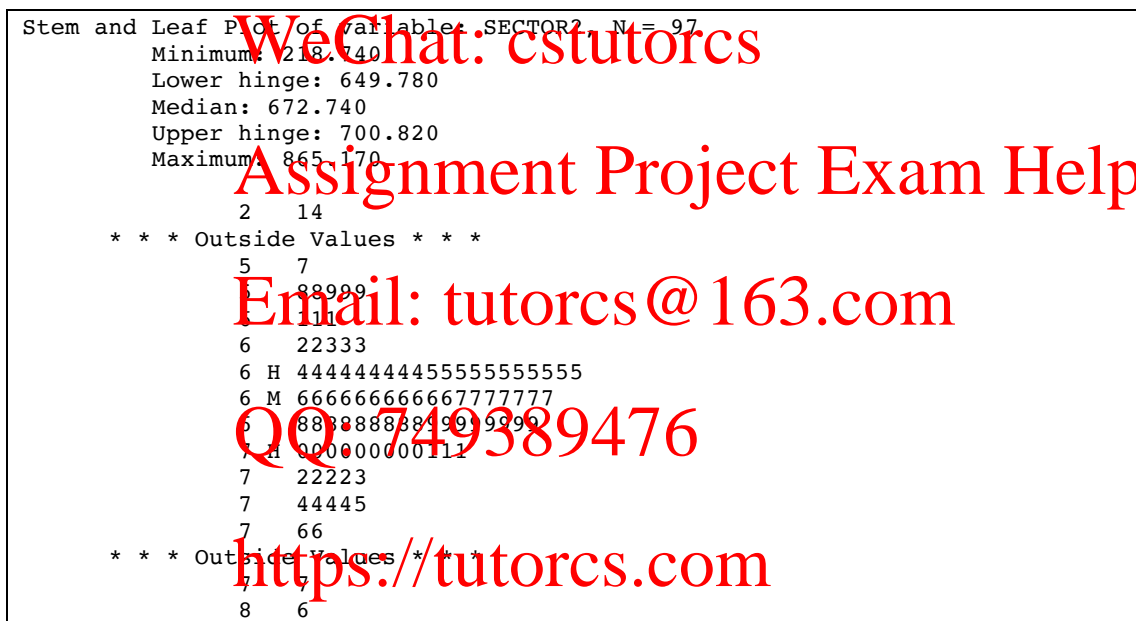 Stem and Leaf Plot of variable: SECTOR2, N = 97
WeChat: cstutorcs
Minimum: 218.740
Lower hinge: 649.780
Median: 672.740
Upper hinge: 700.820
Maximum: 865.170
Assignment Project Exam Help
2 14
* * * Outside Values * * *
5 7
88999
Email: tutorcs@163.com
6 111
6 22333
6 H 44444444455555555555
6 M 666666666667777777
QQ: 749389476
7 H 000000000111
7 22223
7 44445
7 66
* * * Outside Values * * *
https://tutorcs.com
7 7
8 6